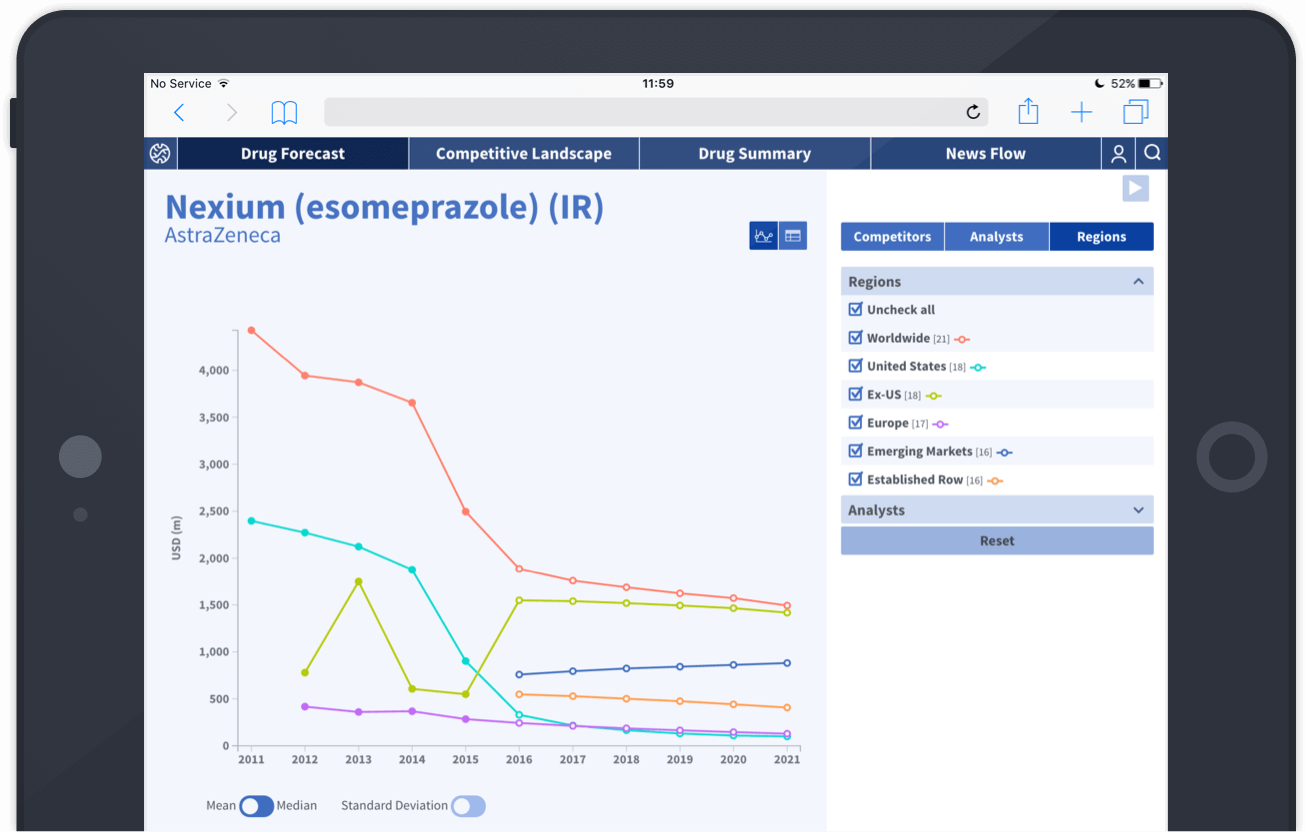 No Service 11:59 52%
Drug Forecast Competitive Landscape Drug Summary News Flow
Nexium (esomeprazole) (IR)
AstraZeneca
Competitors Analysts Regions
Regions
Uncheck all
Worldwide [21]
United States [18]
Ex-US [18]
Europe [17]
Emerging Markets [16]
Established Row [16]
Analysts
Reset
USD (m)
4,000
3,500
3,000
2,500
2,000
1,500
1,000
500
0
2011 2012 2013 2014 2015 2016 2017 2018 2019 2020 2021
Mean Median Standard Deviation